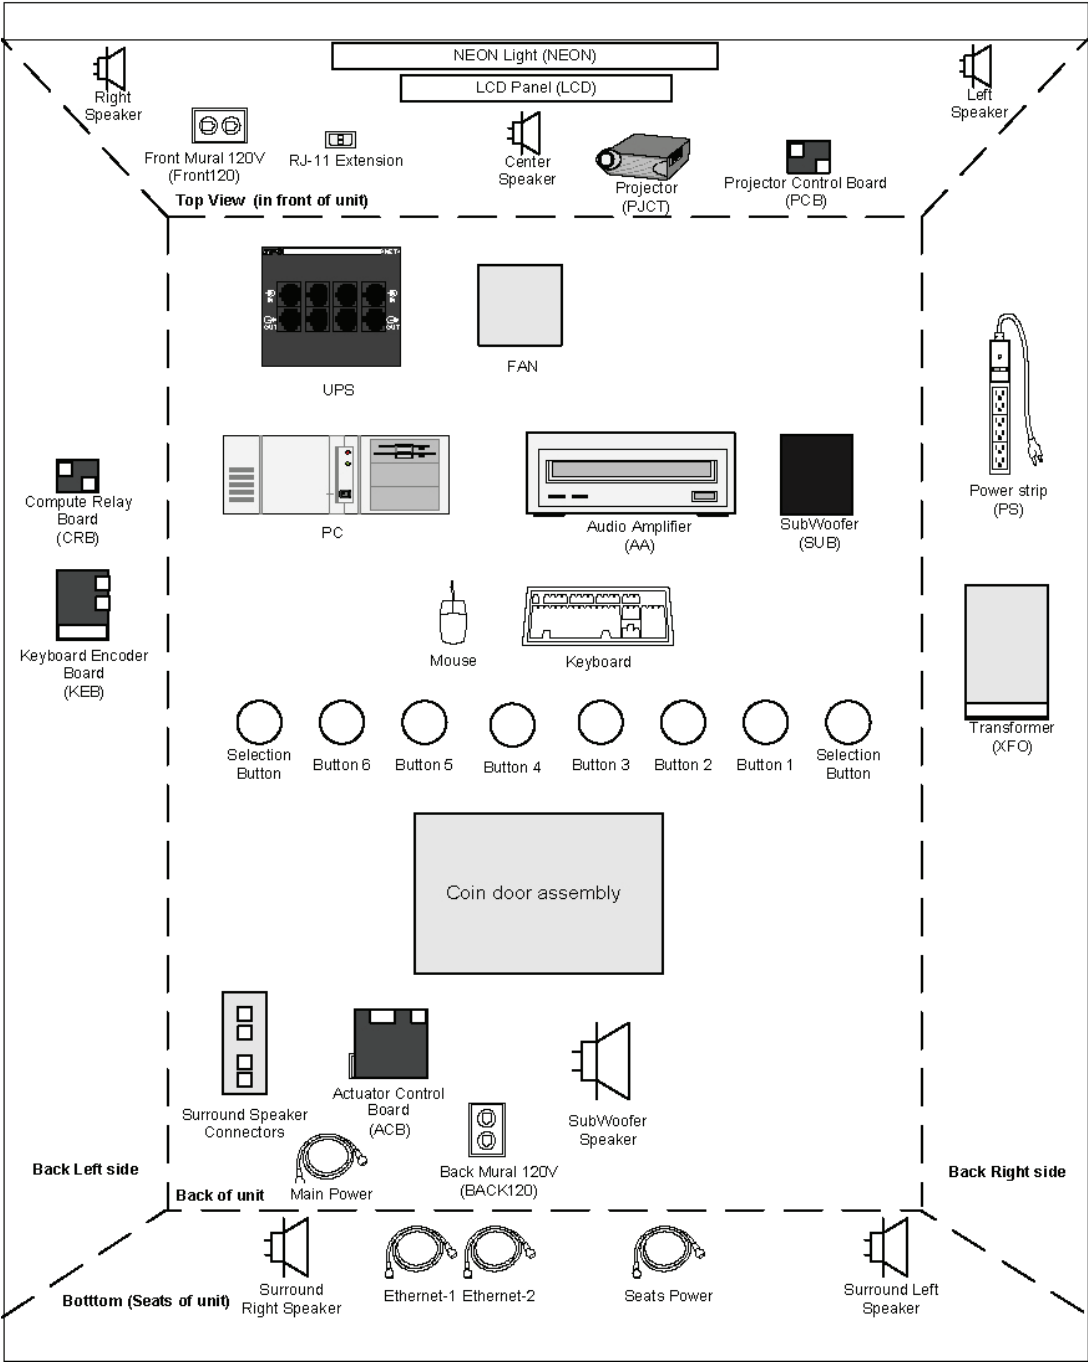 NEON Light (NEON)
LCD Panel (LCD)
Right
Speaker
Left
Speaker
Front Mural 120V
(Front120)
RJ-11 Extension
Center
Speaker
Projector
(PJCT)
Projector Control Board
(PCB)
Top View (in front of unit)
IN
IN
OUT
OUT
UPS
FAN
Compute Relay
Board
(CRB)
PC
Audio Amplifier
(AA)
SubWoofer
(SUB)
Power strip
(PS)
Keyboard Encoder
Board
(KEB)
Mouse
Keyboard
Transformer
(XFO)
Selection
Button
Button 6
Button 5
Button 4
Button 3
Button 2
Button 1
Selection
Button
Coin door assembly
Surround Speaker
Connectors
Actuator Control
Board
(ACB)
SubWoofer
Speaker
Main Power
Back Mural 120V
(BACK120)
Back Left side
Back of unit
Back Right side
Botttom (Seats of unit)
Surround
Right Speaker
Ethernet-1
Ethernet-2
Seats Power
Surround Left
Speaker